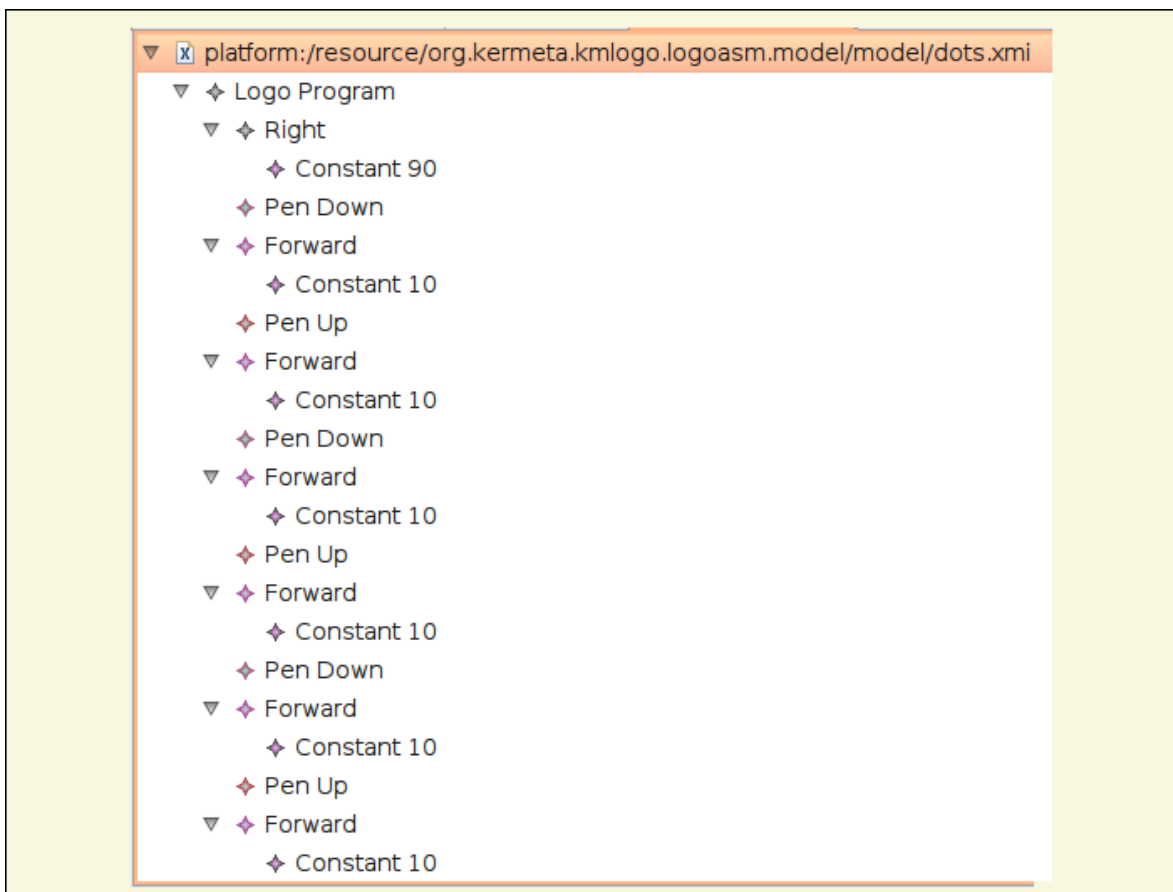 platform:/resource/org.kermeta.kmlogo.logoasm.model/model/dots.xmi
Logo Program
Right
Constant 90
Pen Down
Forward
Constant 10
Pen Up
Forward
Constant 10
Pen Down
Forward
Constant 10
Pen Up
Forward
Constant 10
Pen Down
Forward
Constant 10
Pen Up
Forward
Constant 10